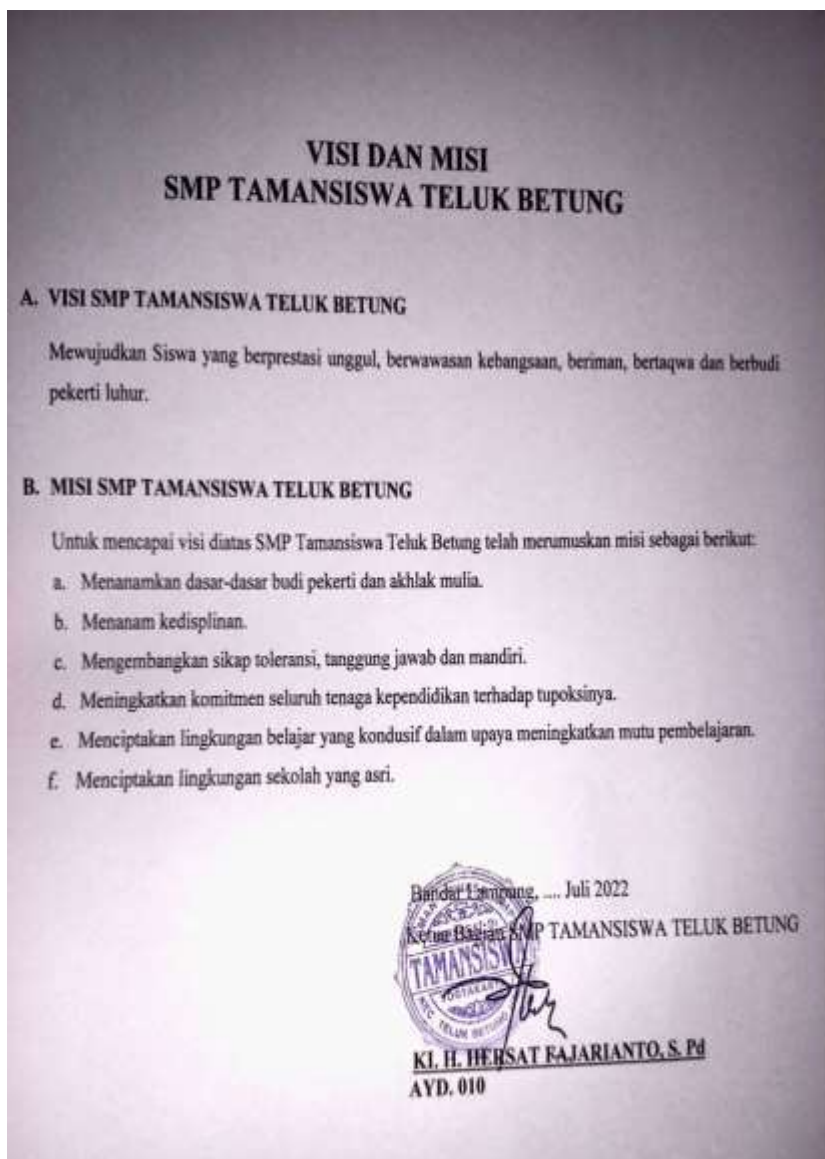 VISI DAN MISI
SMP TAMANSISWA TELUK BETUNG
A. VISI SMP TAMANSISWA TELUK BETUNG
Mewujudkan Siswa yang berprestasi unggul, berwawasan kebangsaan, beriman, bertaqwa dan berbudi
pekerti luhur.
B. MISI SMP TAMANSISWA TELUK BETUNG
Untuk mencapai visi diatas SMP Tamansiswa Teluk Betung telah merumuskan misi sebagai berikut:
a. Menanamkan dasar-dasar budi pekerti dan akhlak mulia.
b. Menanam kedisplinan.
c. Mengembangkan sikap toleransi, tanggung jawab dan mandiri.
d. Meningkatkan komitmen seluruh tenaga kependidikan terhadap tupoksinya.
e. Menciptakan lingkungan belajar yang kondusif dalam upaya meningkatkan mutu pembelajaran.
f. Menciptakan lingkungan sekolah yang asri.
Bandar Lampung, .... Juli 2022
Ketua Bagian SMP TAMANSISWA TELUK BETUNG
TAMANSISW
KEC TELUK BETUNG
KI. H. HERSAT FAJARIANTO, S. Pd
AYD. 010